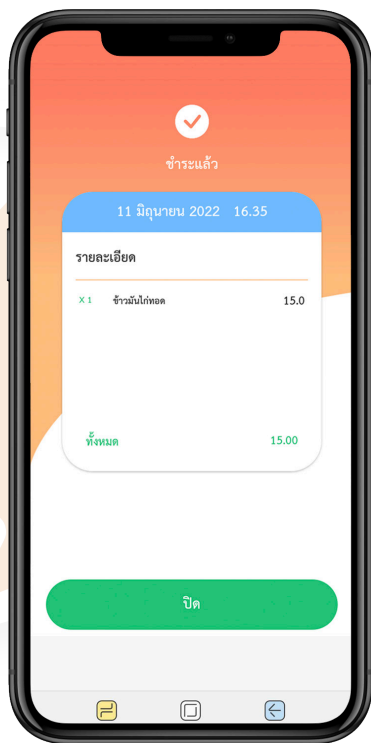 ชำระแล้ว
11 มิถุนายน 2022 16.35
รายละเอียด
X 1 ข้าวมันไก่ทอด 15.0
ทั้งหมด 15.00
ปิด